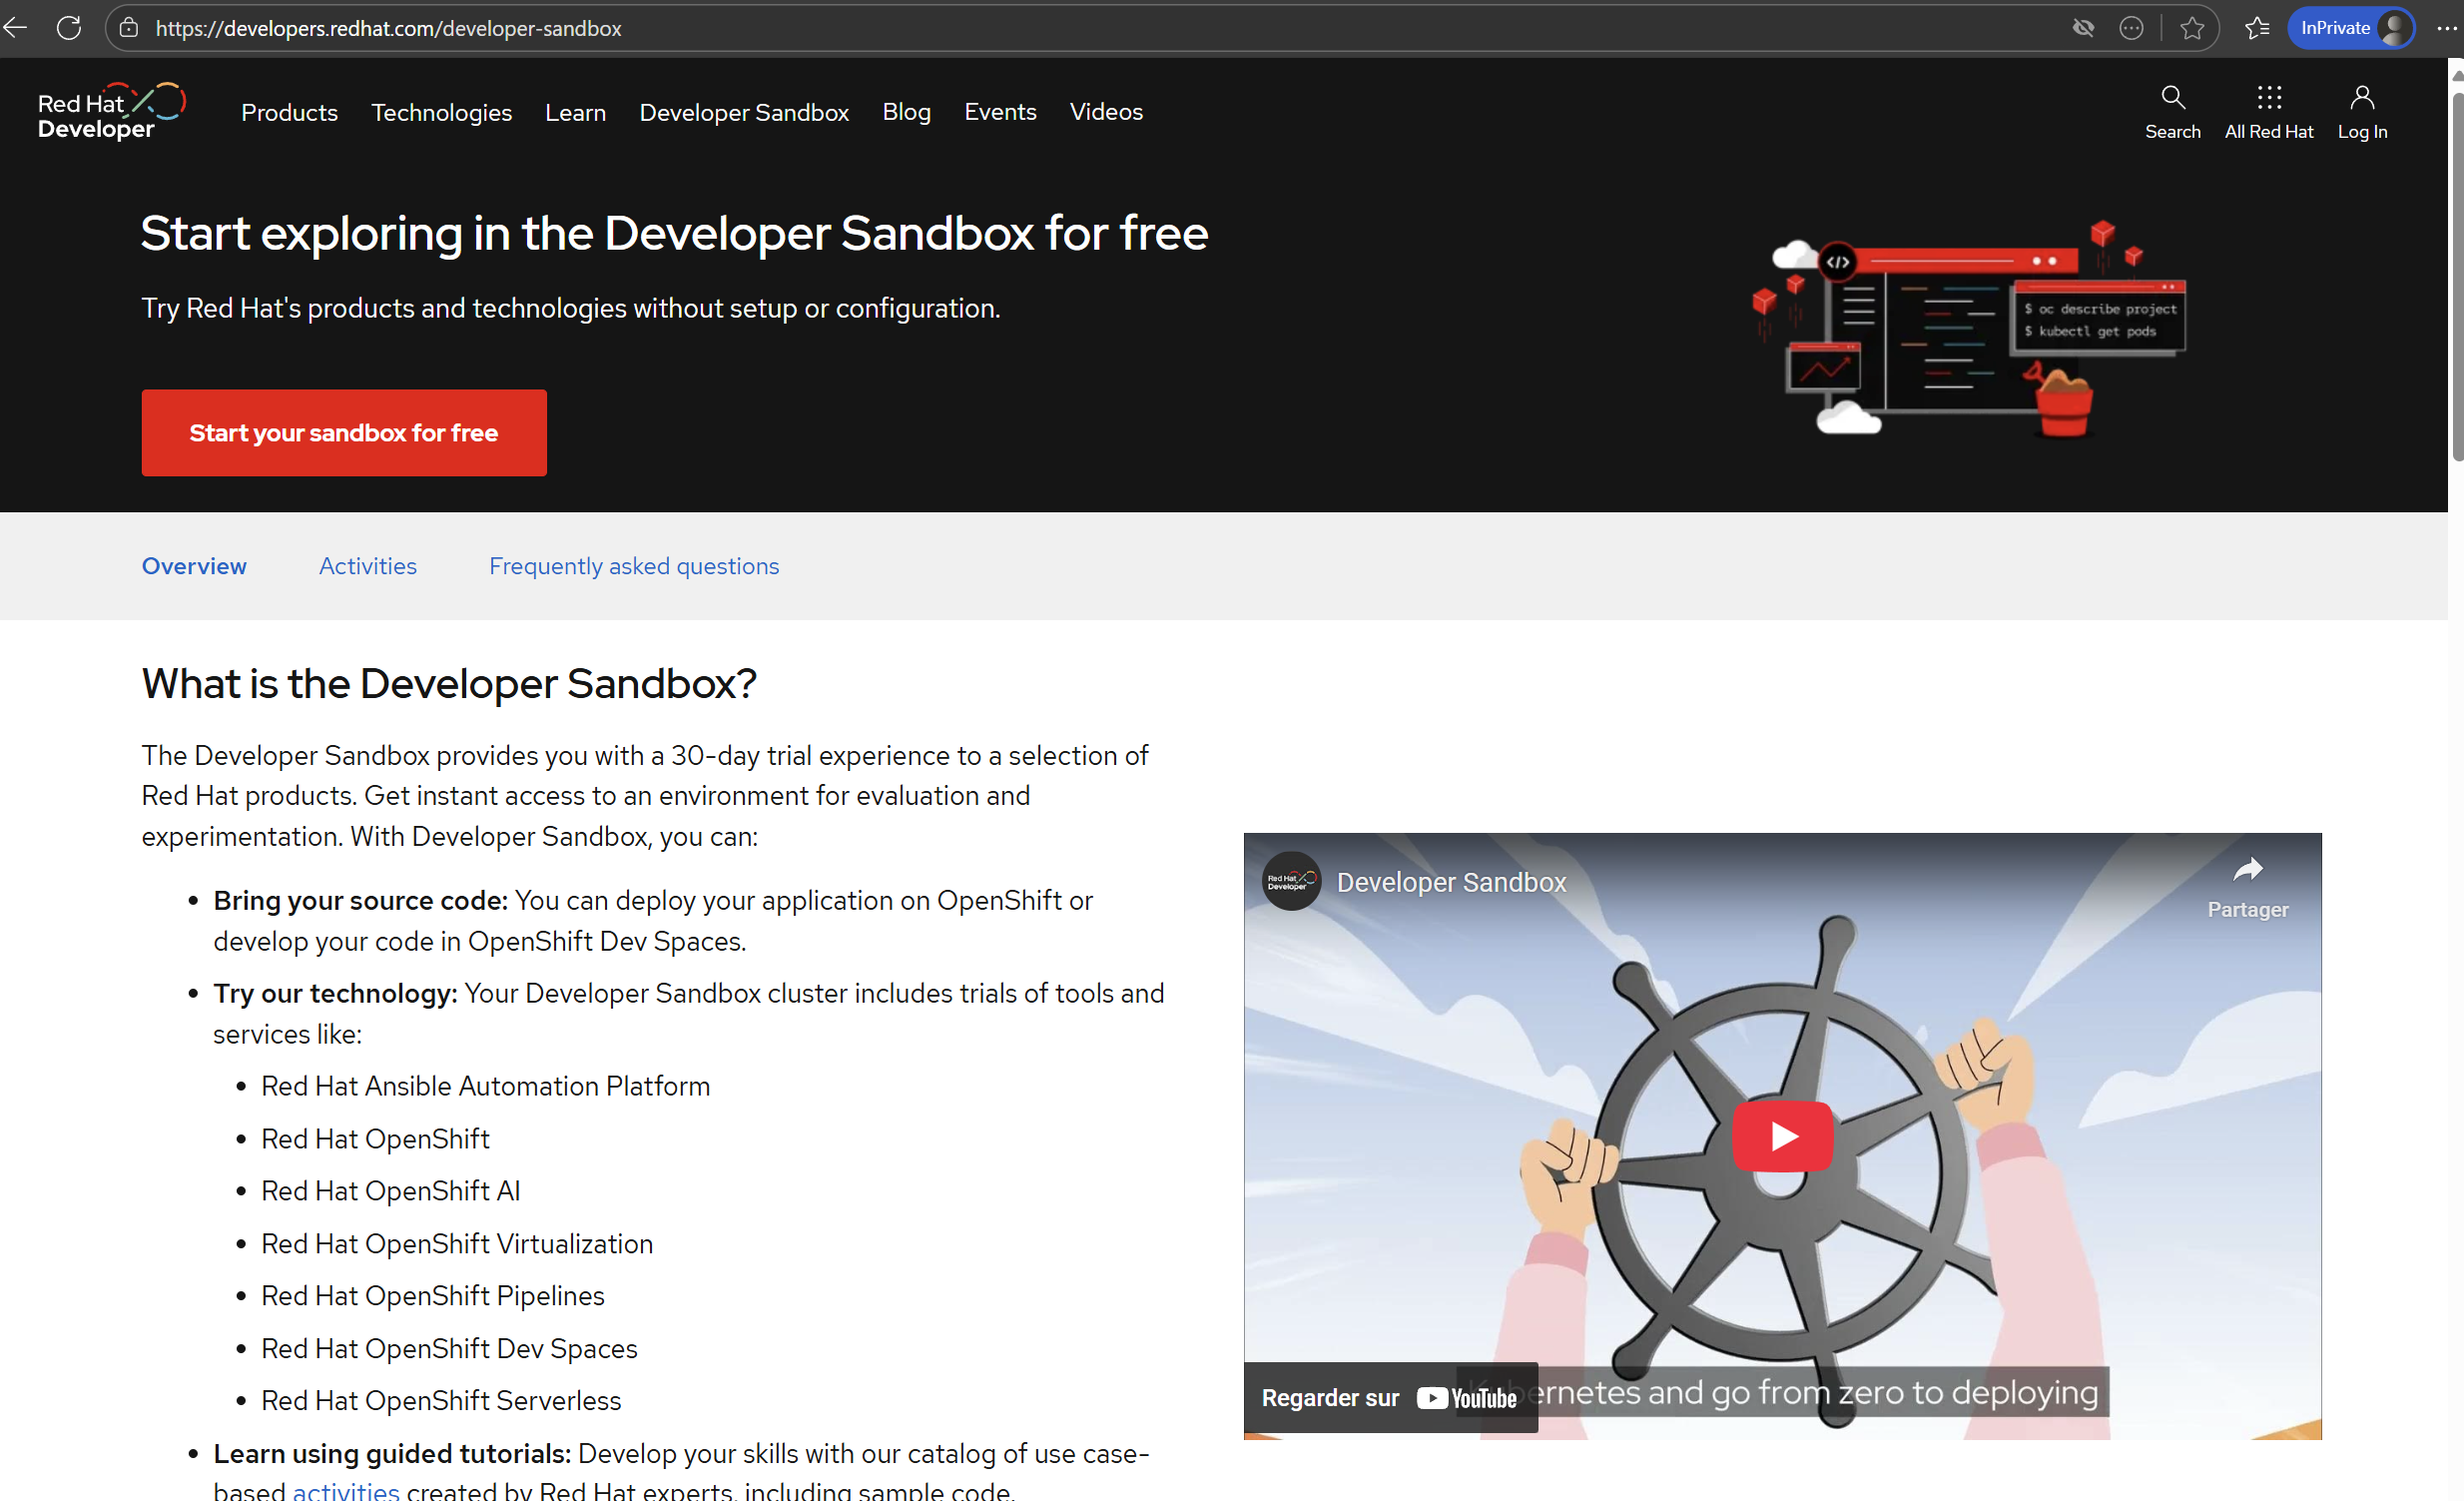 https://developers.redhat.com/developer-sandbox
InPrivate
Red Hat
Developer
Products
Technologies
Learn
Developer Sandbox
Blog
Events
Videos
Search
All Red Hat
Log In
Start exploring in the Developer Sandbox for free
Try Red Hat's products and technologies without setup or configuration.
</>
$ oc describe project
$ kubectl get pods
Start your sandbox for free
Overview
Activities
Frequently asked questions
What is the Developer Sandbox?
The Developer Sandbox provides you with a 30-day trial experience to a selection of
Red Hat products. Get instant access to an environment for evaluation and
experimentation. With Developer Sandbox, you can:
Bring your source code: You can deploy your application on OpenShift or
develop your code in OpenShift Dev Spaces.
Try our technology: Your Developer Sandbox cluster includes trials of tools and
services like:
Red Hat Ansible Automation Platform
Red Hat OpenShift
Red Hat OpenShift AI
Red Hat OpenShift Virtualization
Red Hat OpenShift Pipelines
Red Hat OpenShift Dev Spaces
Red Hat OpenShift Serverless
Learn using guided tutorials: Develop your skills with our catalog of use case-
based activities created by Red Hat experts, including sample code.
Red Hat
Developer
Developer Sandbox
Partager
Regarder sur YouTube
and go from zero to deploying